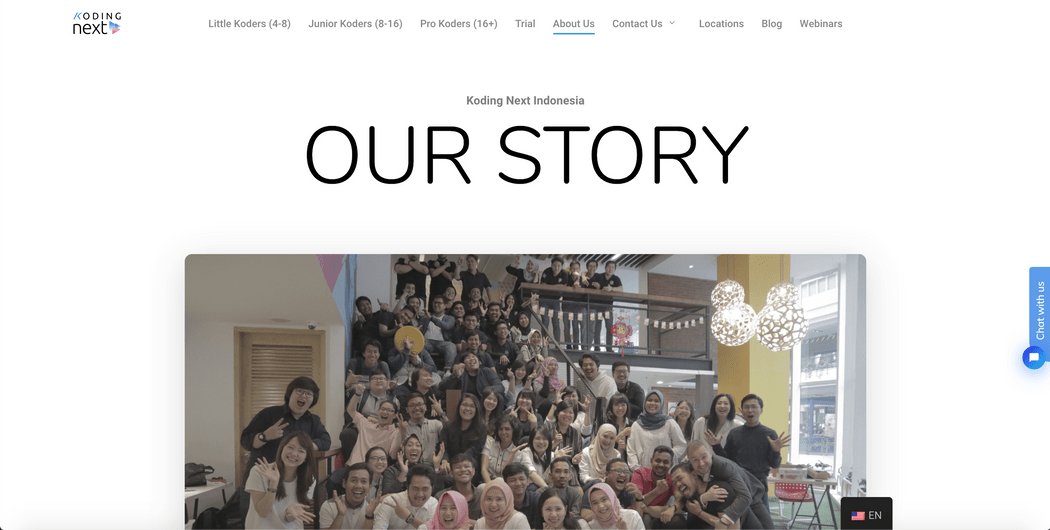 KODING
next
Little Koders (4-8) Junior Koders (8-16) Pro Koders (16+) Trial About Us Contact Us Locations Blog Webinars
Koding Next Indonesia
OUR STORY
Chat with us
EN